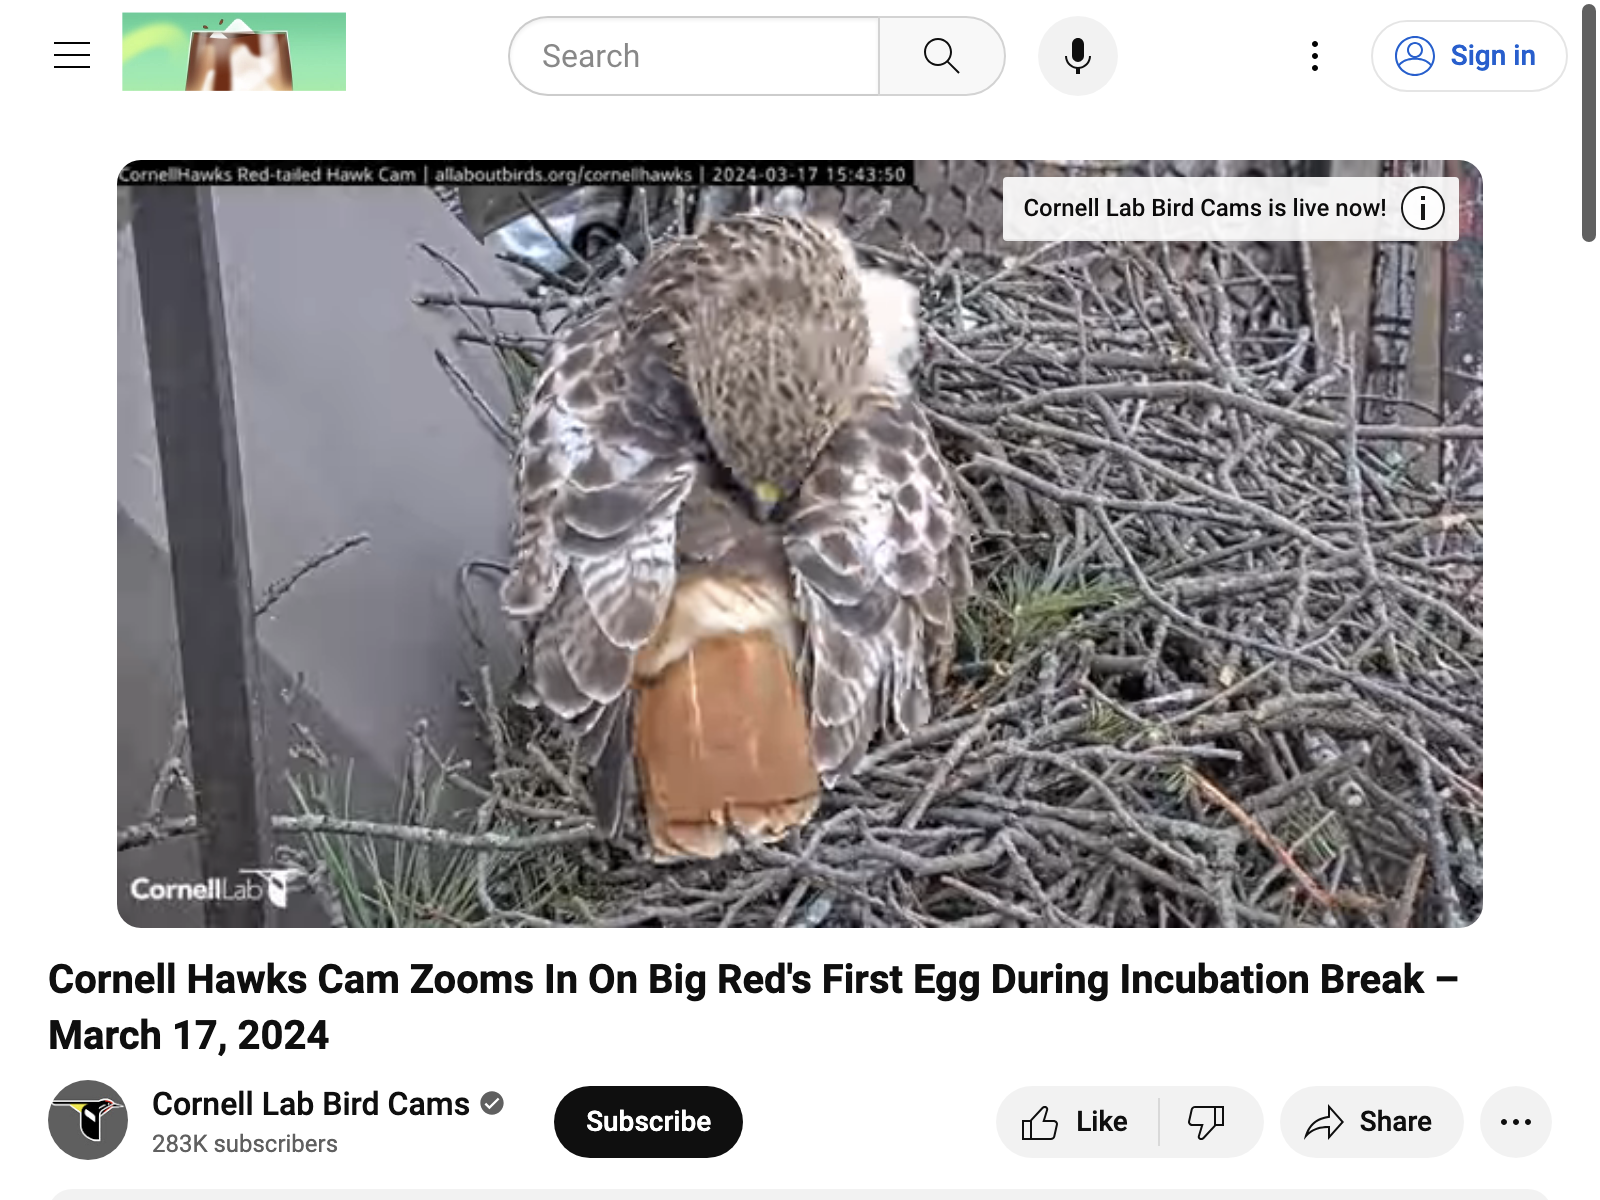 Search
Sign in
CornellHawks Red-tailed Hawk Cam | allaboutbirds.org/cornellhawks | 2024-03-17 15:43:50
Cornell Lab Bird Cams is live now!
CornellLab
Cornell Hawks Cam Zooms In On Big Red's First Egg During Incubation Break –
March 17, 2024
Cornell Lab Bird Cams
283K subscribers
Subscribe
Like
Share